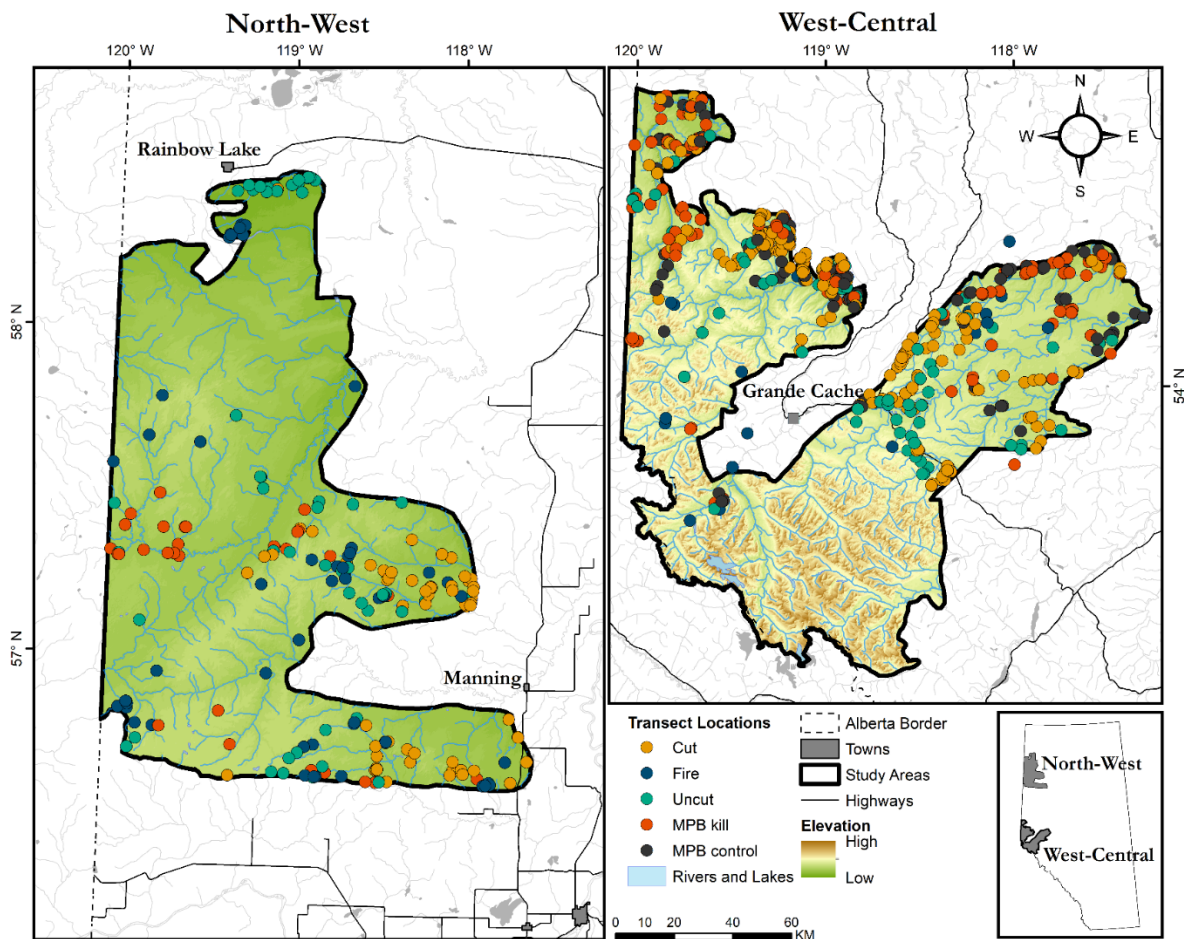 North-West
120° W
119° W
118° W
58° N
57° N
Rainbow Lake
Manning
West-Central
120° W
119° W
118° W
54° N
N
W E
S
Grande Cache
Transect Locations
Cut
Fire
Uncut
MPB kill
MPB control
Rivers and Lakes
Alberta Border
Towns
Study Areas
Highways
Elevation
High
Low
0 10 20 40 60
KM
North-West
West-Central